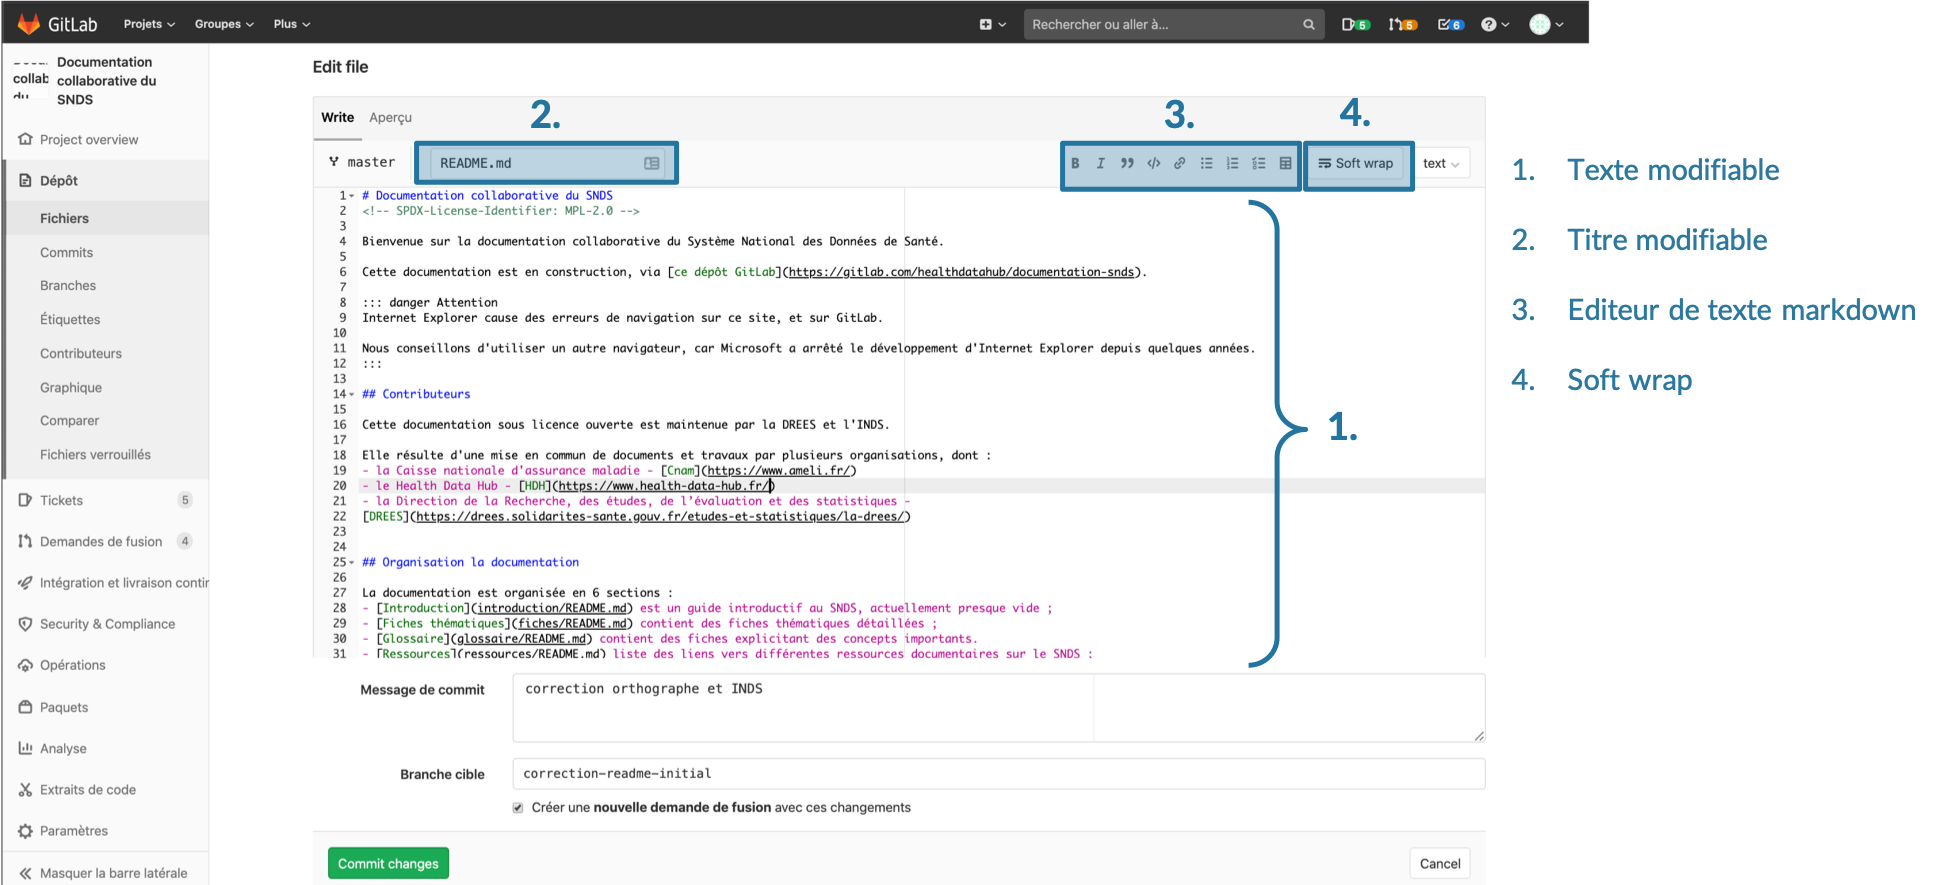 GitLab Projets Groupes Plus Rechercher ou aller à... 5 5 6
collab
Documentation
collaborative du
SNDS
Project overview
Dépôt
Fichiers
Commits
Branches
Étiquettes
Contributeurs
Graphique
Comparer
Fichiers verrouillés
Tickets 5
Demandes de fusion 4
Intégration et livraison contin
Security & Compliance
Opérations
Paquets
Analyse
Extraits de code
Paramètres
Masquer la barre latérale
Edit file
Write Aperçu
2. 3. 4.
master README.md B I Soft wrap text
1 # Documentation collaborative du SNDS
2 <!-- SPDX-License-Identifier: MPL-2.0 -->
3
4 Bienvenue sur la documentation collaborative du Système National des Données de Santé.
5
6 Cette documentation est en construction, via [ce dépôt GitLab](https://gitlab.com/healthdatahub/documentation-snds).
7
8 ::: danger Attention
9 Internet Explorer cause des erreurs de navigation sur ce site, et sur GitLab.
10
11 Nous conseillons d'utiliser un autre navigateur, car Microsoft a arrêté le développement d'Internet Explorer depuis quelques années.
12 :::
13
14 ## Contributeurs
15
16 Cette documentation sous licence ouverte est maintenue par la DREES et l'INDS.
17
18 Elle résulte d'une mise en commun de documents et travaux par plusieurs organisations, dont :
19 - la Caisse nationale d'assurance maladie - [Cnam](https://www.ameli.fr/)
20 - le Health Data Hub - [HDH](https://www.health-data-hub.fr/)
21 - la Direction de la Recherche, des études, de l'évaluation et des statistiques -
22 [DREES](https://drees.solidarites-sante.gouv.fr/etudes-et-statistiques/la-drees/)
23
24
25 ## Organisation la documentation
26
27 La documentation est organisée en 6 sections :
28 - [Introduction](introduction/README.md) est un guide introductif au SNDS, actuellement presque vide ;
29 - [Fiches thématiques](fiches/README.md) contient des fiches thématiques détaillées ;
30 - [Glossaire](glossaire/README.md) contient des fiches explicitant des concepts importants.
31 - [Ressources](ressources/README.md) liste des liens vers différentes ressources documentaires sur le SNDS ;
1.
Message de commit correction orthographe et INDS
Branche cible correction-readme-initial
Créer une nouvelle demande de fusion avec ces changements
Commit changes Cancel
1. Texte modifiable
2. Titre modifiable
3. Editeur de texte markdown
4. Soft wrap